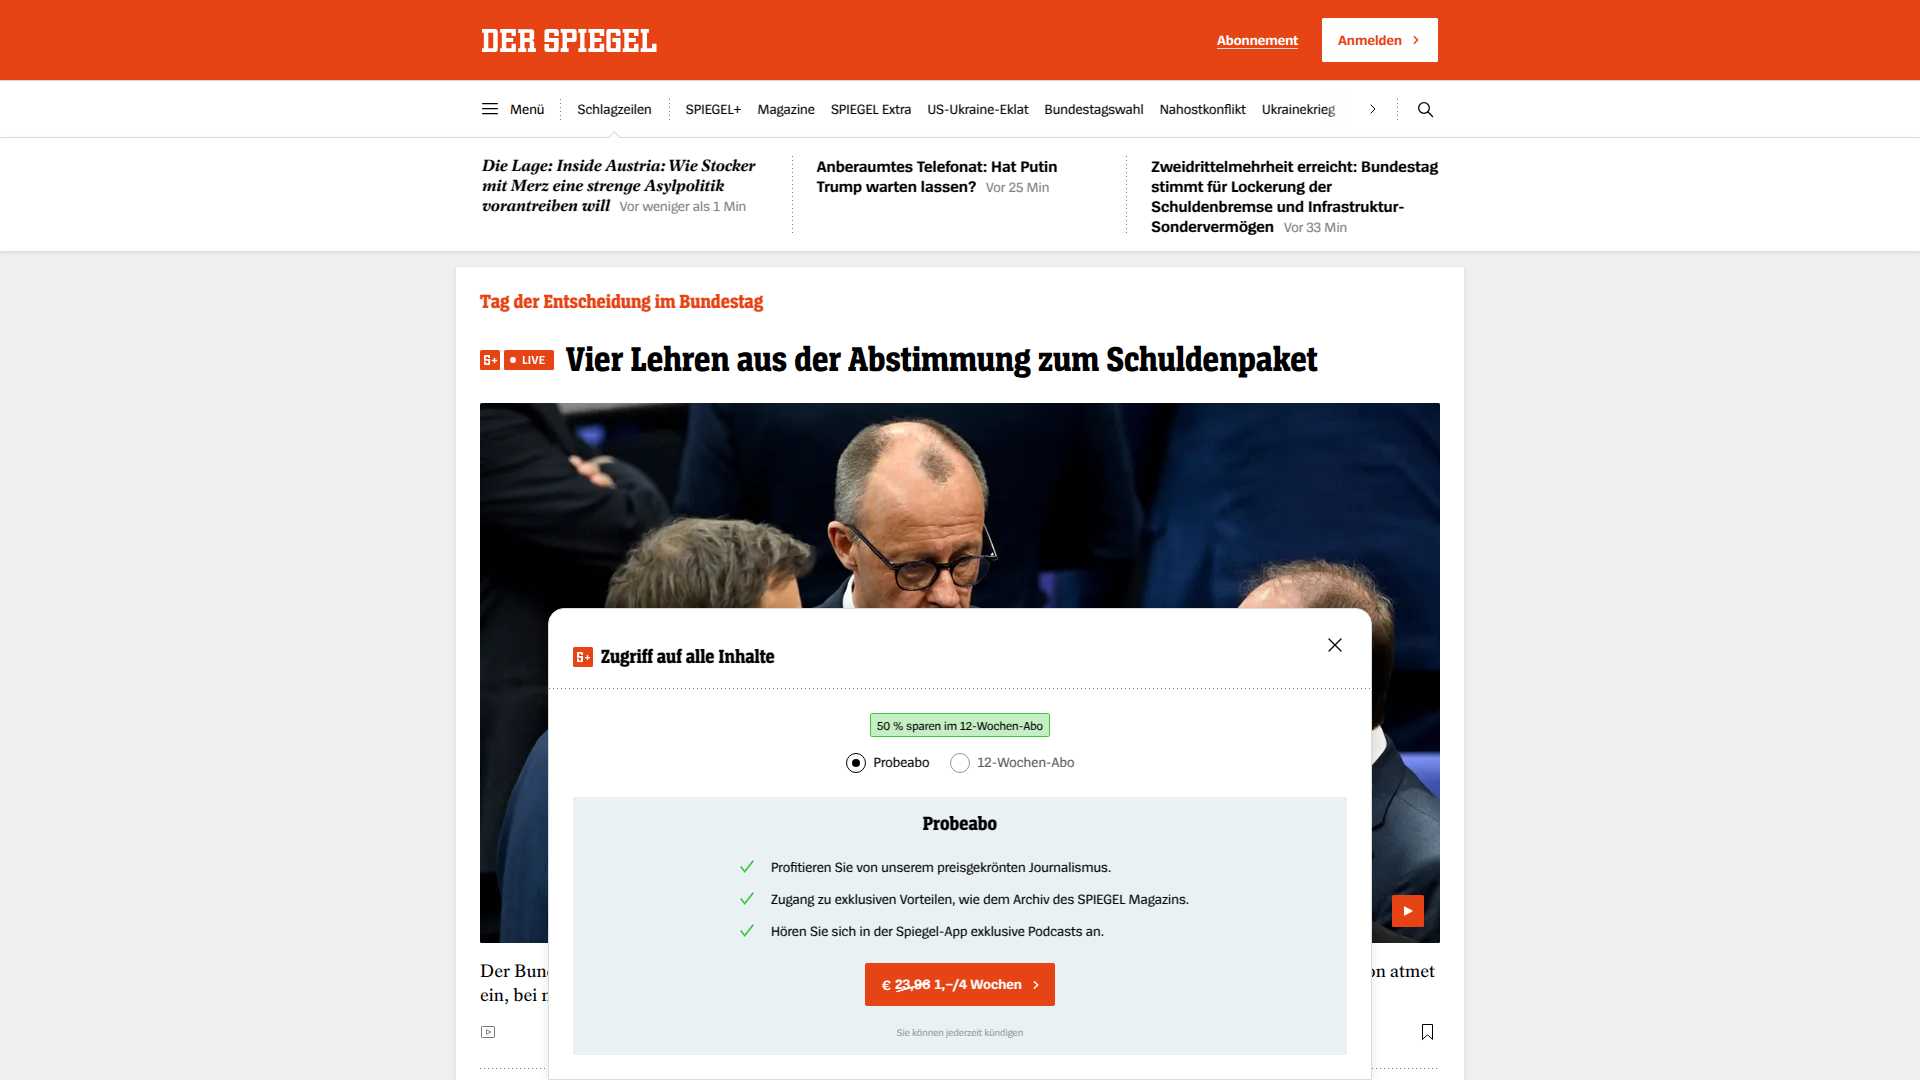 DER SPIEGEL
Abonnement
Anmelden
Menü
Schlagzeilen
SPIEGEL+
Magazine
SPIEGEL Extra
US-Ukraine-Eklat
Bundestagswahl
Nahostkonflikt
Ukrainekrieg
Die Lage: Inside Austria: Wie Stocker
mit Merz eine strenge Asylpolitik
vorantreiben will Vor weniger als 1 Min
Anberaumtes Telefonat: Hat Putin
Trump warten lassen? Vor 25 Min
Zweidrittelmehrheit erreicht: Bundestag
stimmt für Lockerung der
Schuldenbremse und Infrastruktur-
Sondervermögen Vor 33 Min
Tag der Entscheidung im Bundestag
S+ LIVE Vier Lehren aus der Abstimmung zum Schuldenpaket
S+ Zugriff auf alle Inhalte
50 % sparen im 12-Wochen-Abo
Probeabo
12-Wochen-Abo
Probeabo
Profitieren Sie von unserem preisgekrönten Journalismus.
Zugang zu exklusiven Vorteilen, wie dem Archiv des SPIEGEL Magazins.
Hören Sie sich in der Spiegel-App exklusive Podcasts an.
€ 23,96 1,–/4 Wochen
Sie können jederzeit kündigen
Der Bun
atmet
ein, bei